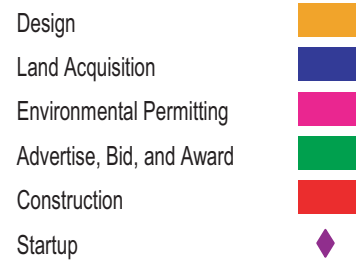 Design
Land Acquisition
Environmental Permitting
Advertise, Bid, and Award
Construction
Startup